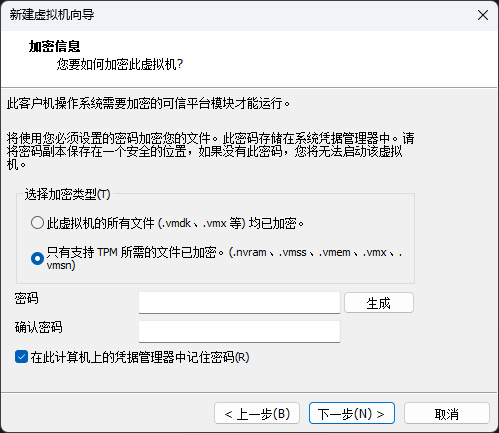 新建虚拟机向导
加密信息
您要如何加密此虚拟机?
此客户机操作系统需要加密的可信平台模块才能运行。
将使用您必须设置的密码加密您的文件。此密码存储在系统凭据管理器中。请
将密码副本保存在一个安全的位置，如果没有此密码，您将无法启动该虚拟
机。
选择加密类型(T)
此虚拟机的所有文件 (.vmdk、.vmx 等) 均已加密。
只有支持 TPM 所需的文件已加密。(.nvram、.vmss、.vmem、.vmx、.
vmsn)
密码
生成
确认密码
在此计算机上的凭据管理器中记住密码(R)
< 上一步(B)
下一步(N) >
取消